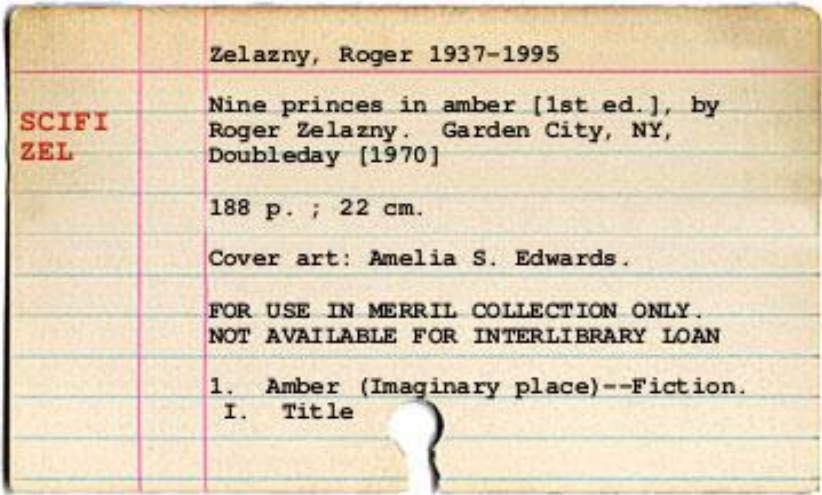 Zelazny, Roger 1937-1995
SCIFI
ZEL
Nine princes in amber [1st ed.], by
Roger Zelazny. Garden City, NY,
Doubleday [1970]
188 p. ; 22 cm.
Cover art: Amelia S. Edwards.
FOR USE IN MERRIL COLLECTION ONLY.
NOT AVAILABLE FOR INTERLIBRARY LOAN
1. Amber (Imaginary place)--Fiction.
I. Title